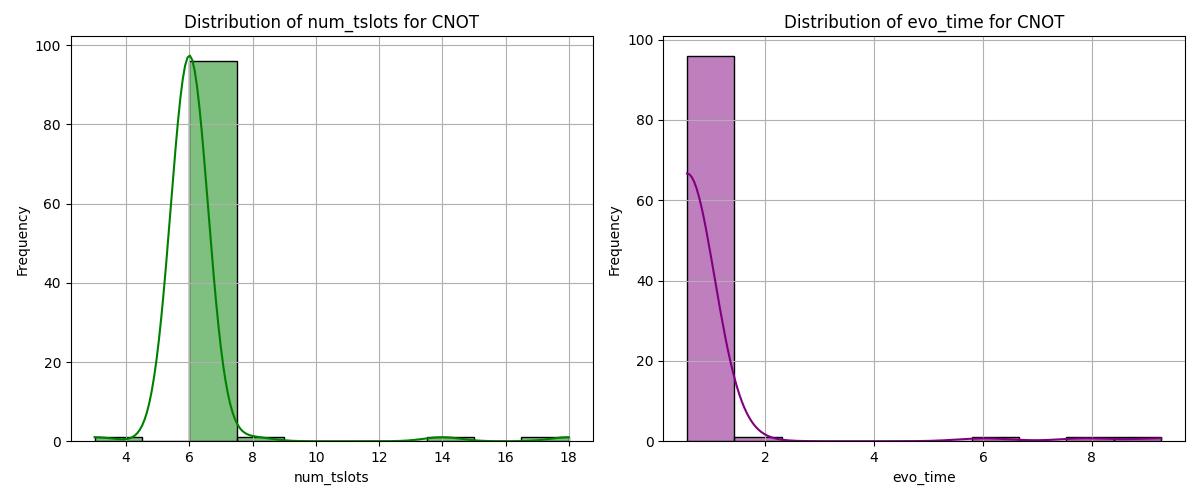 Distribution of num_tslots for CNOT
100
80
60
40
20
0
Frequency
4 6 8 10 12 14 16 18
num_tslots
Distribution of evo_time for CNOT
100
80
60
40
20
0
Frequency
2 4 6 8
evo_time